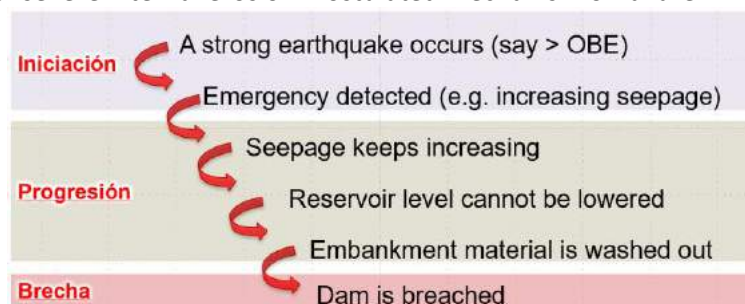 A strong earthquake occurs (say > OBE)
Iniciación
Emergency detected (e.g. increasing seepage)
Seepage keeps increasing
Progresión
Reservoir level cannot be lowered
Embankment material is washed out
Brecha
Dam is breached